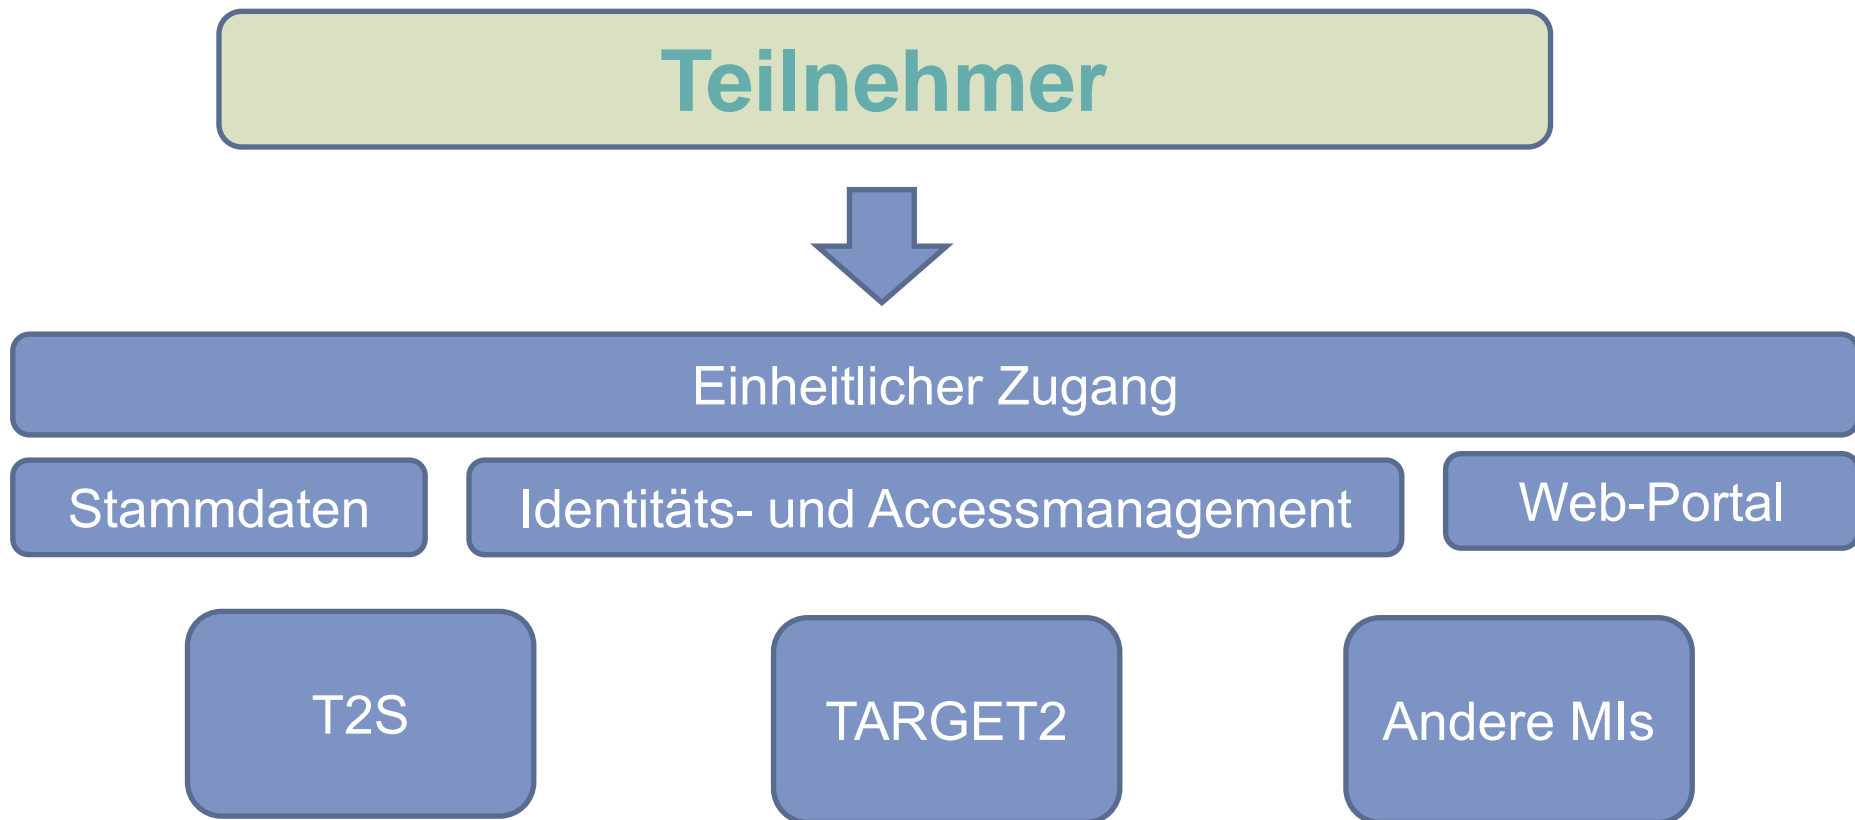 Teilnehmer
Einheitlicher Zugang
Stammdaten
Identitäts- und Accessmanagement
Web-Portal
T2S
TARGET2
Andere MIs